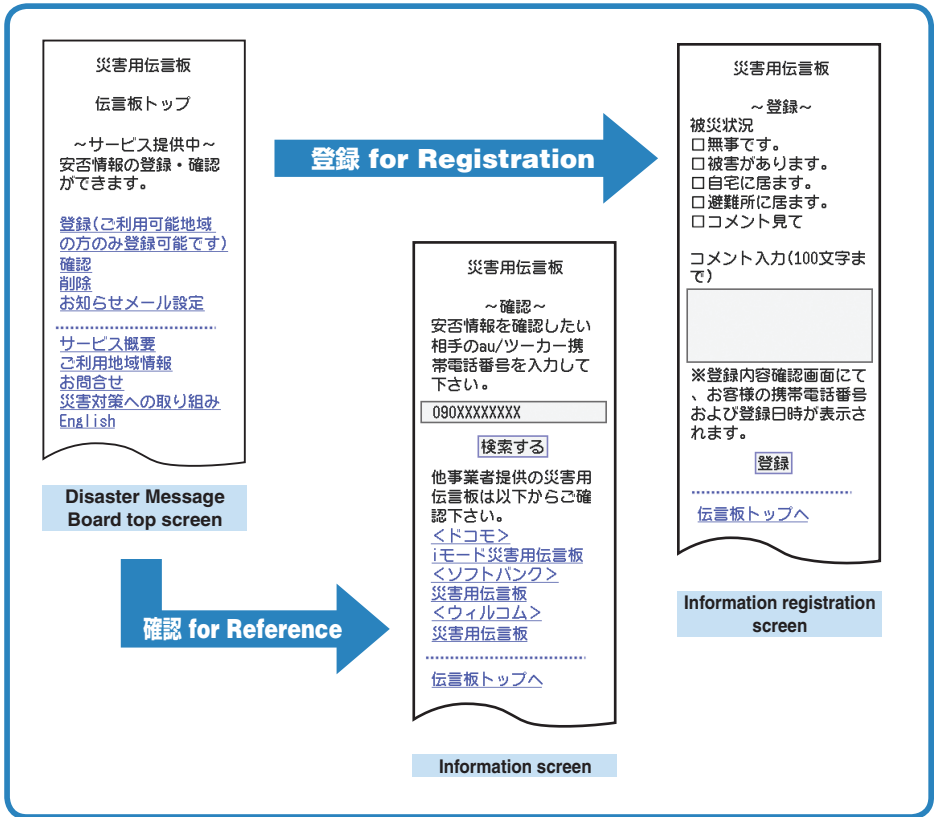 災害用伝言板
伝言板トップ
～サービス提供中～
安否情報の登録・確認
ができます。
登録(ご利用可能地域
の方のみ登録可能です)
確認
削除
お知らせメール設定
サービス概要
ご利用地域情報
お問合せ
災害対策への取り組み
English
Disaster Message
Board top screen
登録 for Registration
確認 for Reference
災害用伝言板
～確認～
安否情報を確認したい
相手のau/ツーカー携
帯電話番号を入力して
下さい。
090XXXXXXXX
検索する
他事業者提供の災害用
伝言板は以下からご確
認下さい。
<ドコモ>
iモード災害用伝言板
<ソフトバンク>
災害用伝言板
<ウィルコム>
災害用伝言板
伝言板トップへ
Information screen
災害用伝言板
～登録～
被災状況
□無事です。
□被害があります。
□自宅に居ます。
□避難所に居ます。
□コメント見て
コメント入力(100文字ま
で)
※登録内容確認画面にて
、お客様の携帯電話番号
および登録日時が表示さ
れます。
登録
伝言板トップへ
Information registration
screen